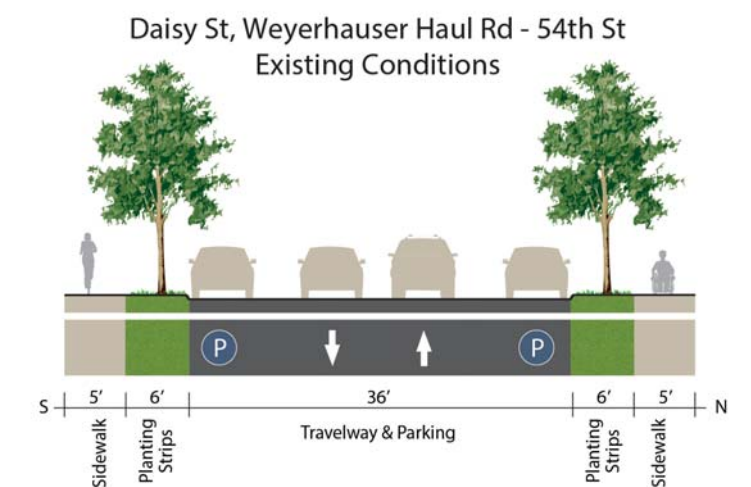 Daisy St, Weyerhauser Haul Rd - 54th St
Existing Conditions
P
P
S
5’
6’
36’
6’
5’
N
Sidewalk
Planting
Strips
Travelway & Parking
Planting
Strips
Sidewalk